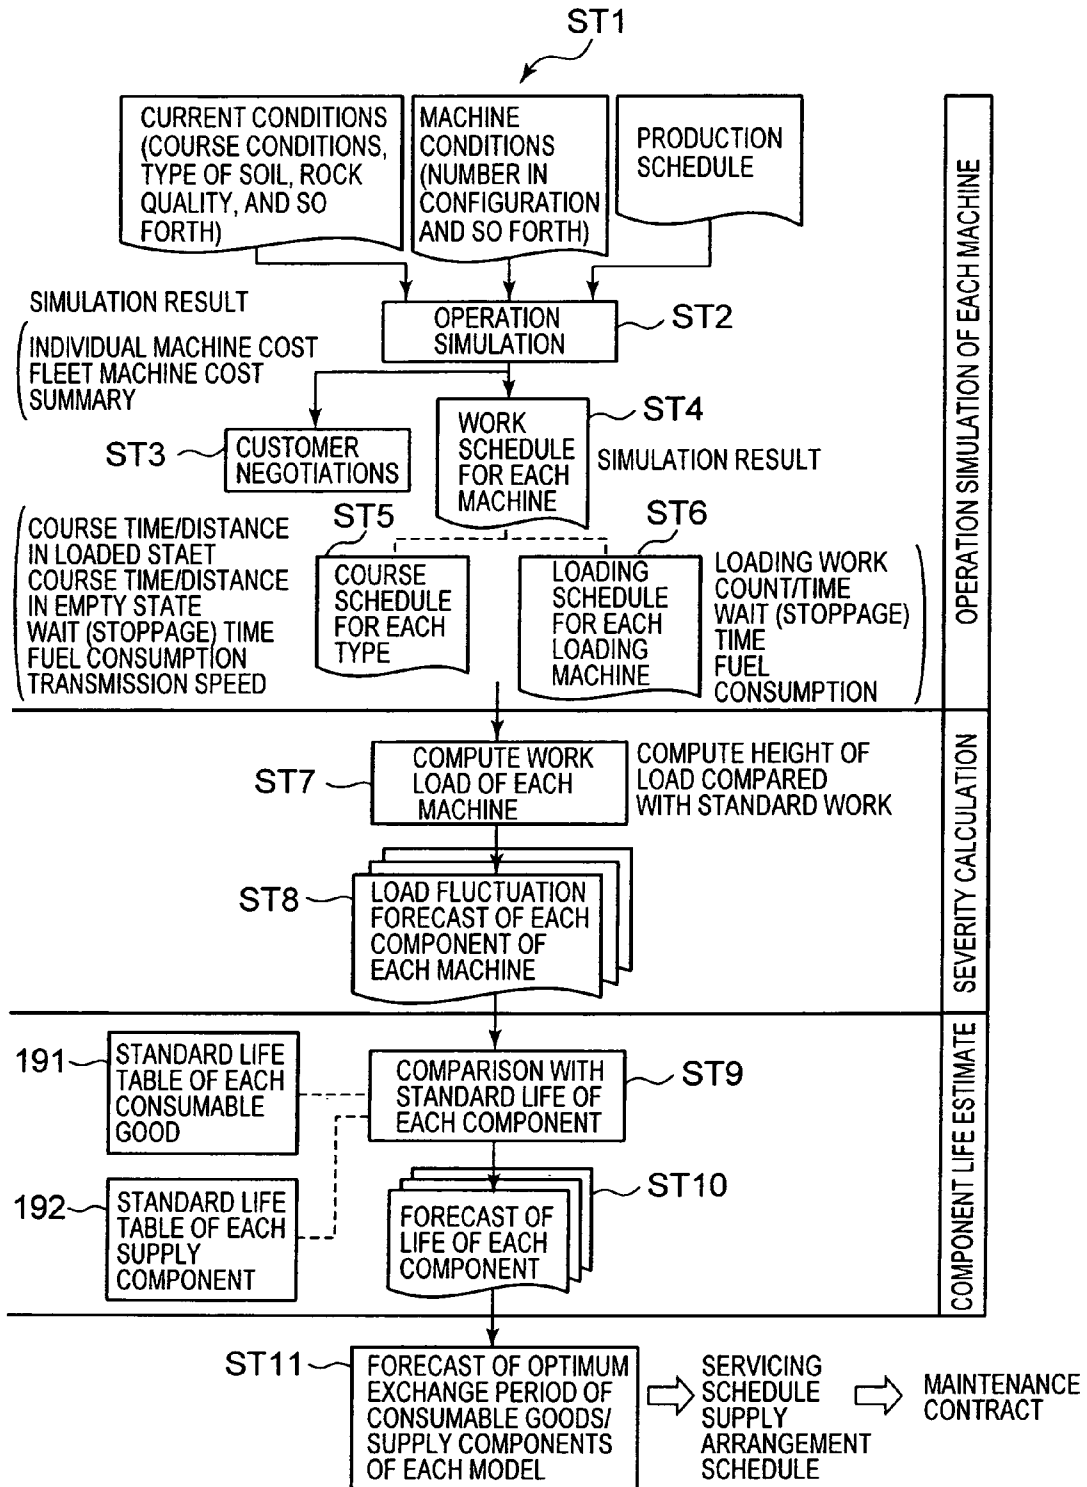 ST1
CURRENT CONDITIONS
(COURSE CONDITIONS,
TYPE OF SOIL, ROCK
QUALITY, AND SO
FORTH)
MACHINE
CONDITIONS
(NUMBER IN
CONFIGURATION
AND SO FORTH)
PRODUCTION
SCHEDULE
OPERATION SIMULATION OF EACH MACHINE
SIMULATION RESULT
INDIVIDUAL MACHINE COST
FLEET MACHINE COST
SUMMARY
OPERATION
SIMULATION
ST2
ST3
CUSTOMER
NEGOTIATIONS
ST4
WORK
SCHEDULE
FOR EACH
MACHINE
SIMULATION RESULT
COURSE TIME/DISTANCE
IN LOADED STAET
COURSE TIME/DISTANCE
IN EMPTY STATE
WAIT (STOPPAGE) TIME
FUEL CONSUMPTION
TRANSMISSION SPEED
ST5
COURSE
SCHEDULE
FOR EACH
TYPE
ST6
LOADING
SCHEDULE
FOR EACH
LOADING
MACHINE
LOADING WORK
COUNT/TIME
WAIT (STOPPAGE)
TIME
FUEL
CONSUMPTION
SEVERITY CALCULATION
ST7
COMPUTE WORK
LOAD OF EACH
MACHINE
COMPUTE HEIGHT OF
LOAD COMPARED
WITH STANDARD WORK
ST8
LOAD FLUCTUATION
FORECAST OF EACH
COMPONENT OF
EACH MACHINE
COMPONENT LIFE ESTIMATE
191
STANDARD LIFE
TABLE OF EACH
CONSUMABLE
GOOD
COMPARISON WITH
STANDARD LIFE OF
EACH COMPONENT
ST9
192
STANDARD LIFE
TABLE OF EACH
SUPPLY
COMPONENT
FORECAST OF
LIFE OF EACH
COMPONENT
ST10
ST11
FORECAST OF OPTIMUM
EXCHANGE PERIOD OF
CONSUMABLE GOODS/
SUPPLY COMPONENTS
OF EACH MODEL
SERVICING
SCHEDULE
SUPPLY
ARRANGEMENT
SCHEDULE
MAINTENANCE
CONTRACT